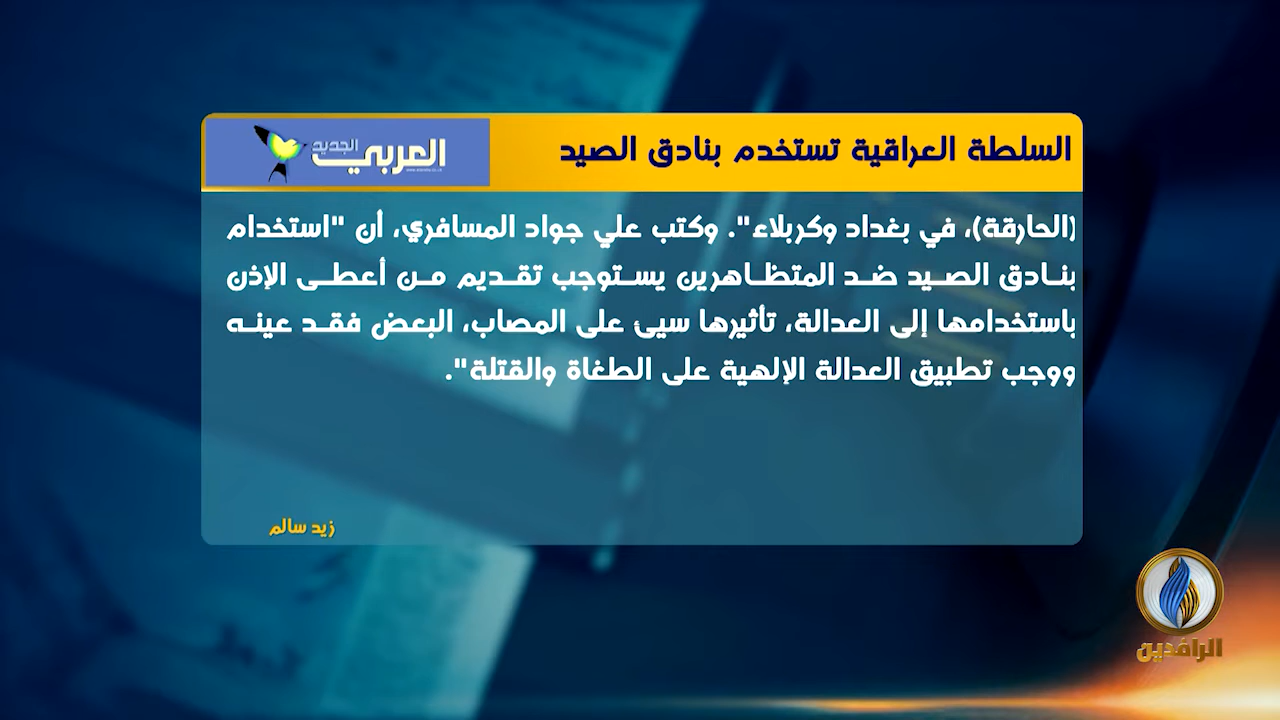 السلطة العراقية تستخدم بنادق الصيد
العربي الجديد
(الحارقة)، في بغداد وكربلاء". وكتب علي جواد المسافري، أن "استخدام
بنادق الصيد ضد المتظاهرين يستوجب تقديم من أعطى الإذن
باستخدامها إلى العدالة، تأثيرها سيئ على المصاب، البعض فقد عينه
ووجب تطبيق العدالة الإلهية على الطغاة والقتلة".
زيد سالم
الرافدين